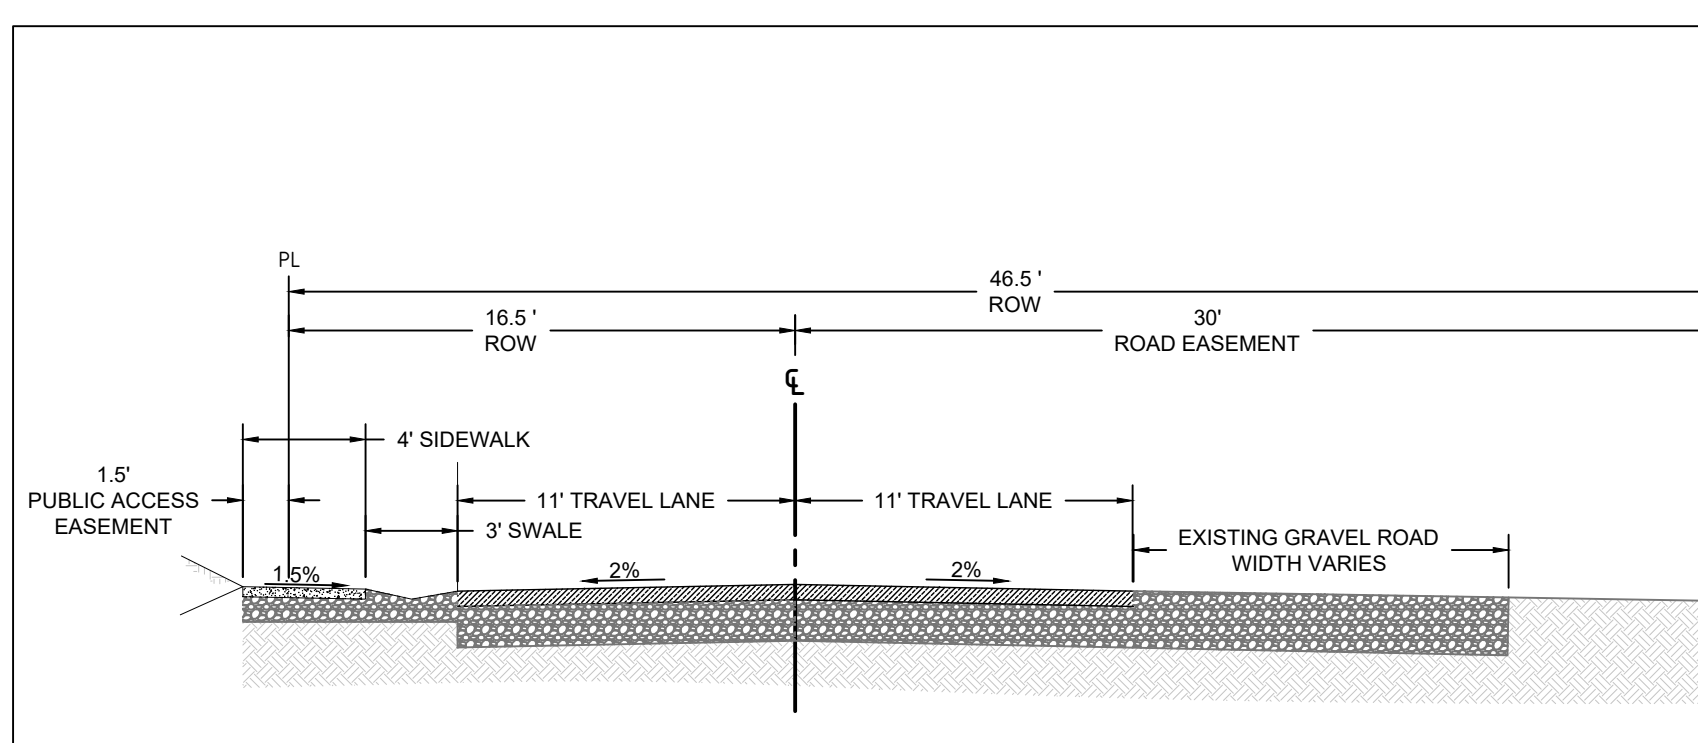 PL
46.5 '
ROW
16.5 '
ROW
30'
ROAD EASEMENT
CL
4' SIDEWALK
1.5'
PUBLIC ACCESS
EASEMENT
11' TRAVEL LANE
11' TRAVEL LANE
3' SWALE
EXISTING GRAVEL ROAD
WIDTH VARIES
1.5%
2%
2%